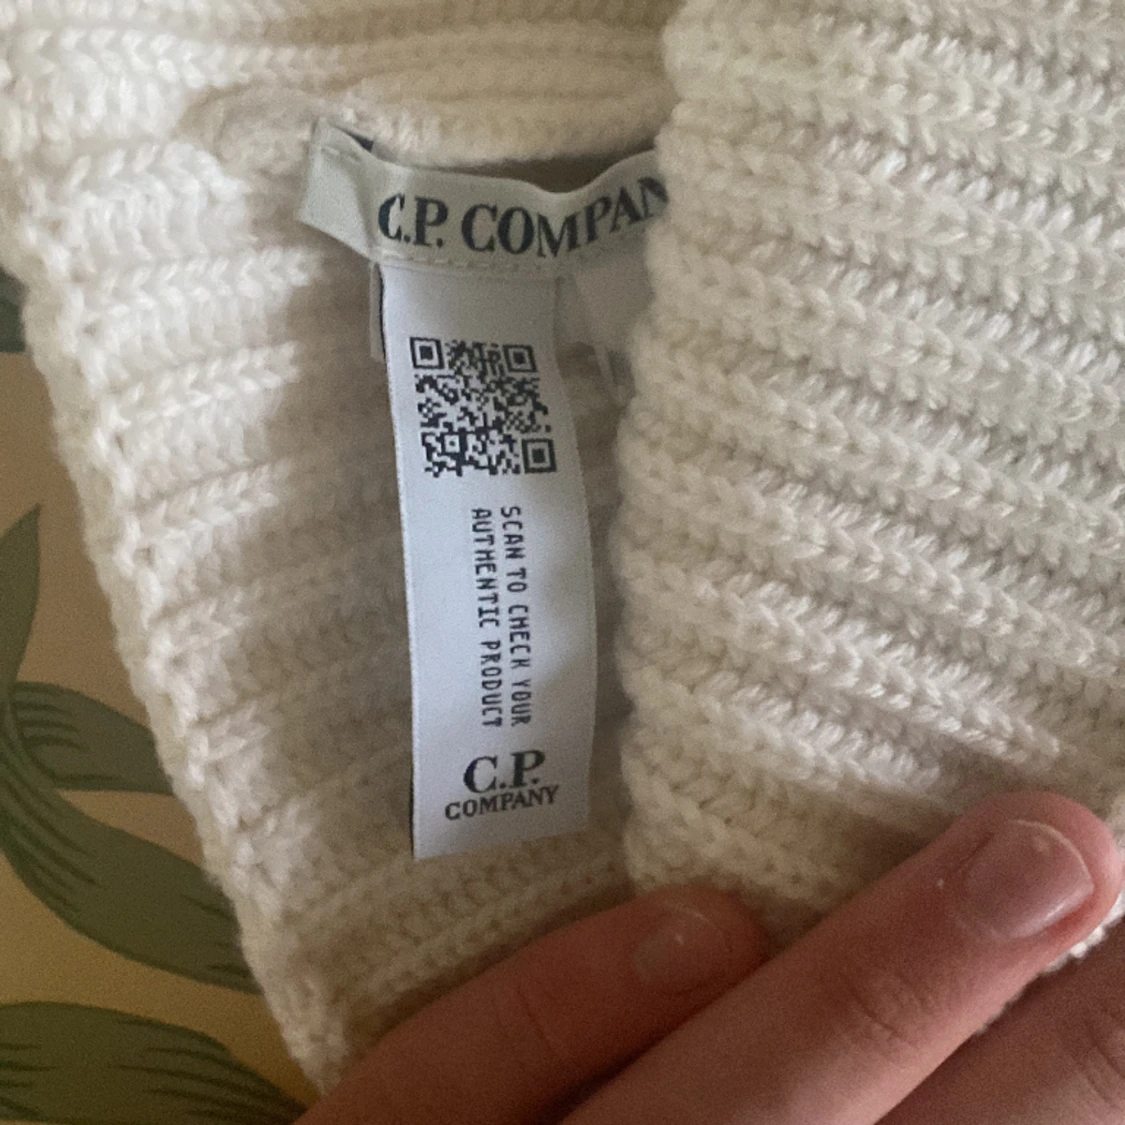 C.P. COMPAN
SCAN TO CHECK YOUR
AUTHENTIC PRODUCT
C.P.
COMPANY